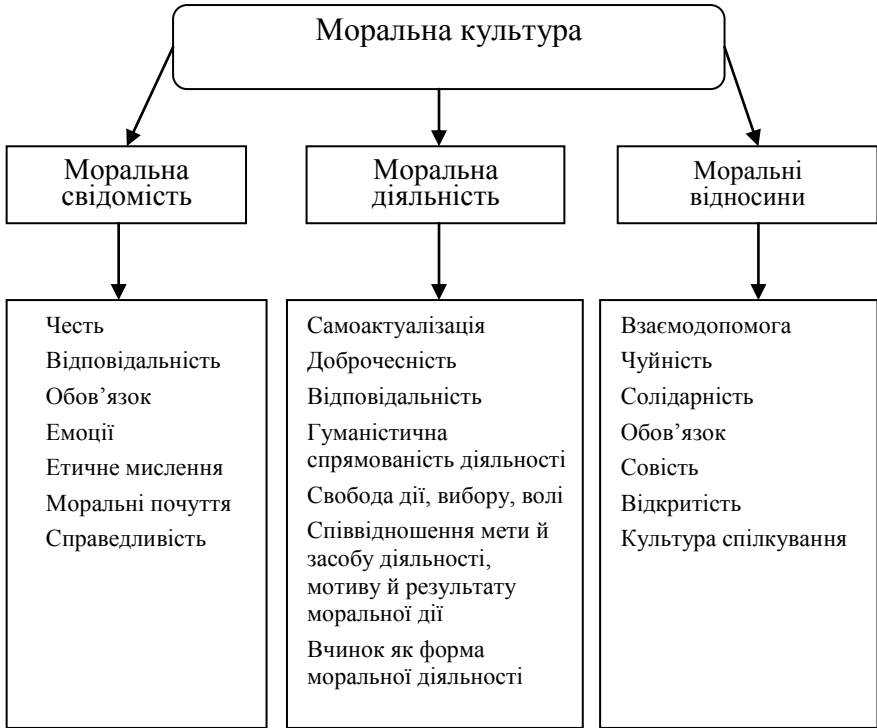 Моральна культура
Моральна
свідомість
Моральна
діяльність
Моральні
відносини
Честь
Відповідальність
Обов’язок
Емоції
Етичне мислення
Моральні почуття
Справедливість
Самоактуалізація
Доброчесність
Відповідальність
Гуманістична
спрямованість діяльності
Свобода дії, вибору, волі
Співвідношення мети й
засобу діяльності,
мотиву й результату
моральної дії
Вчинок як форма
моральної діяльності
Взаємодопомога
Чуйність
Солідарність
Обов’язок
Совість
Відкритість
Культура спілкування